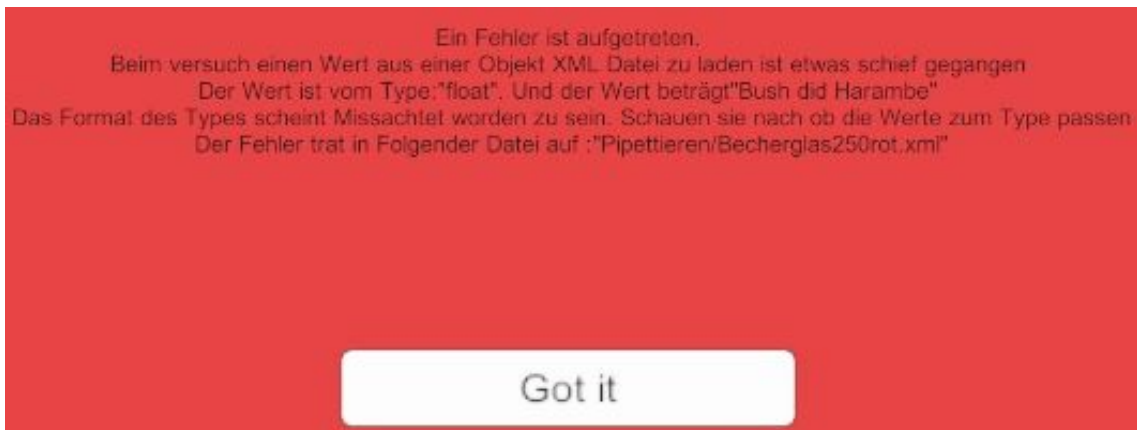 Ein Fehler ist aufgetreten.
Beim versuch einen Wert aus einer Objekt XML Datei zu laden ist etwas schief gegangen
Der Wert ist vom Type:"float". Und der Wert beträgt"Bush did Harambe"
Das Format des Types scheint Missachtet worden zu sein. Schauen sie nach ob die Werte zum Type passen
Der Fehler trat in Folgender Datei auf :"Pipettieren/Becherglas250rot.xml"
Got it